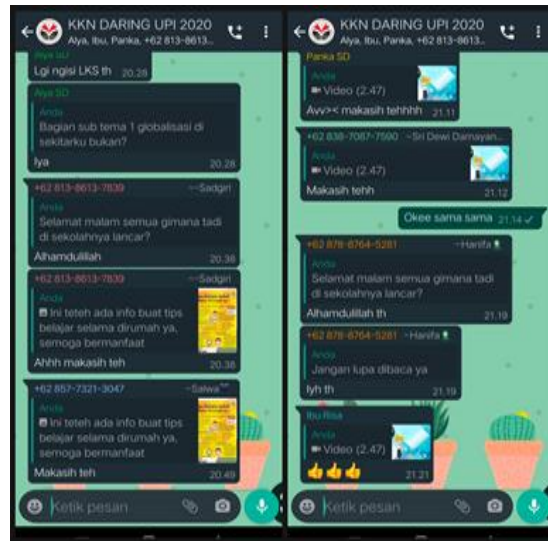 KKN DARING UPI 2020
Alya, Ibu, Panka, +62 813-8613...
Alya SD
Lgi ngisi LKS th 20.28
Alya SD
Anda
Bagian sub tema 1 globalisasi di
sekitarku bukan?
Iya 20.28
+62 813-8613-7839 ~Sadgiri
Anda
Selamat malam semua gimana tadi
di sekolahnya lancar?
Alhamdulillah 20.38
+62 813-8613-7839 ~Sadgiri
Anda
Ini teteh ada info buat tips
belajar selama dirumah ya,
semoga bermanfaat
Ahhh makasih teh 20.38
+62 857-7321-3047 ~Salwa
Anda
Ini teteh ada info buat tips
belajar selama dirumah ya,
semoga bermanfaat
Makasih teh 20.49
Ketik pesan
KKN DARING UPI 2020
Alya, Ibu, Panka, +62 813-8613...
Panka SD
Anda
Video (2.47)
Avv>< makasih tehhhh 21.11
+62 838-7087-7590 ~Sri Dewi Damayan...
Anda
Video (2.47)
Makasih tehh 21.12
Okee sama sama 21.14
+62 878-8764-5281 ~Hanifa
Anda
Selamat malam semua gimana tadi
di sekolahnya lancar?
Alhamdulillah th 21.19
+62 878-8764-5281 ~Hanifa
Anda
Jangan lupa dibaca ya
Iyh th 21.19
Ibu Risa
Anda
Video (2.47)
👍👍👍 21.21
Ketik pesan